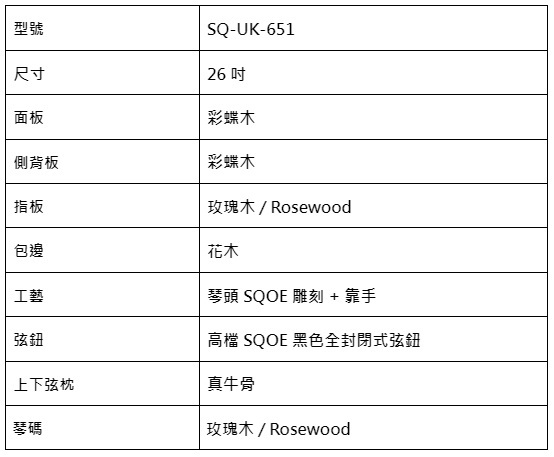 型號 SQ-UK-651
尺寸 26 吋
面板 彩蝶木
側背板 彩蝶木
指板 玫瑰木 / Rosewood
包邊 花木
工藝 琴頭 SQOE 雕刻 + 靠手
弦鈕 高檔 SQOE 黑色全封閉式弦鈕
上下弦枕 真牛骨
琴碼 玫瑰木 / Rosewood